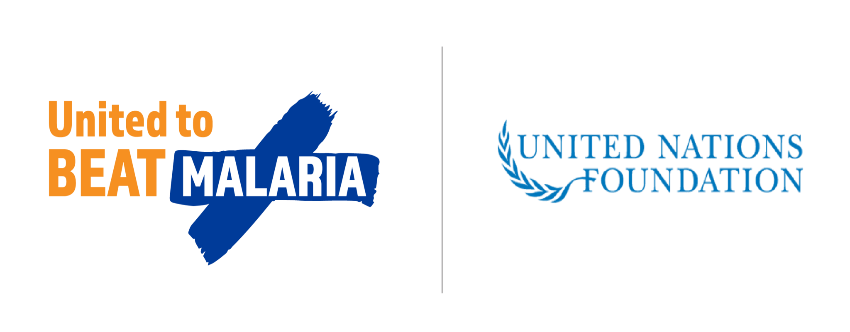 United to
BEAT MALARIA
UNITED NATIONS
FOUNDATION